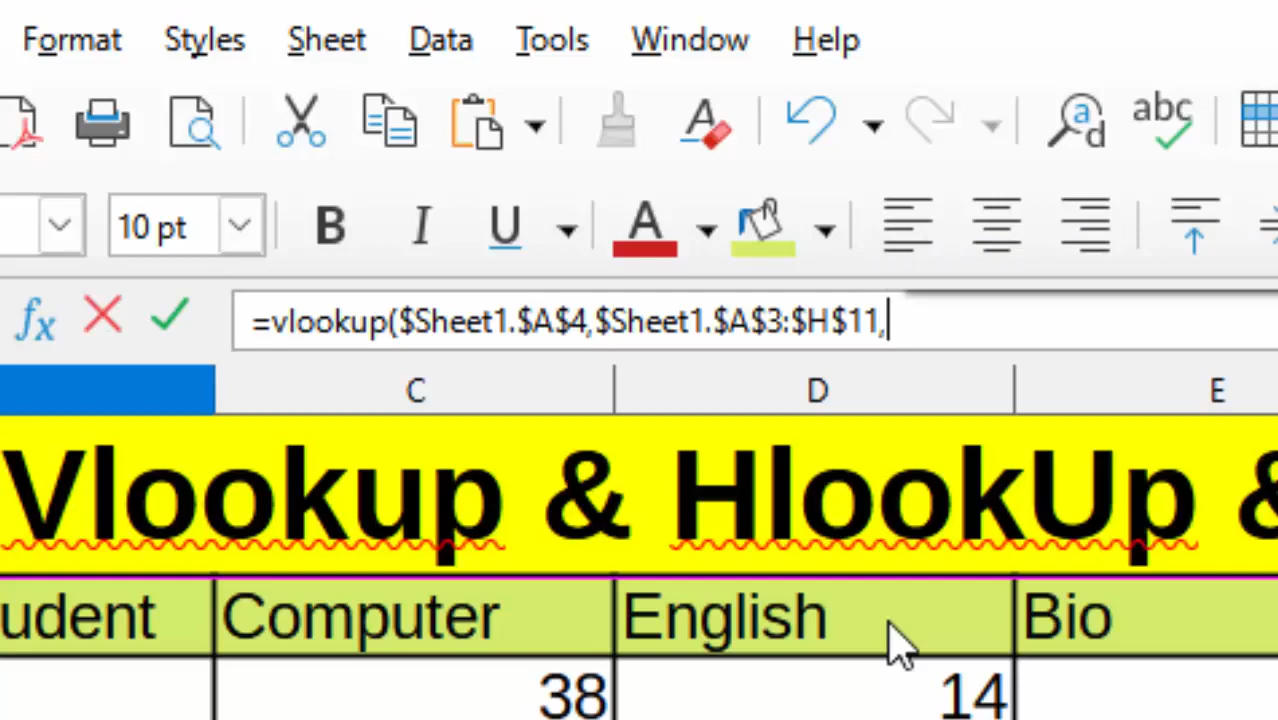 Format Styles Sheet Data Tools Window Help
a
d
abc
10 pt B I U A
fx =vlookup($Sheet1.$A$4,$Sheet1.$A$3:$H$11,
C D E
Vlookup & HlookUp &
udent Computer English Bio
38 14